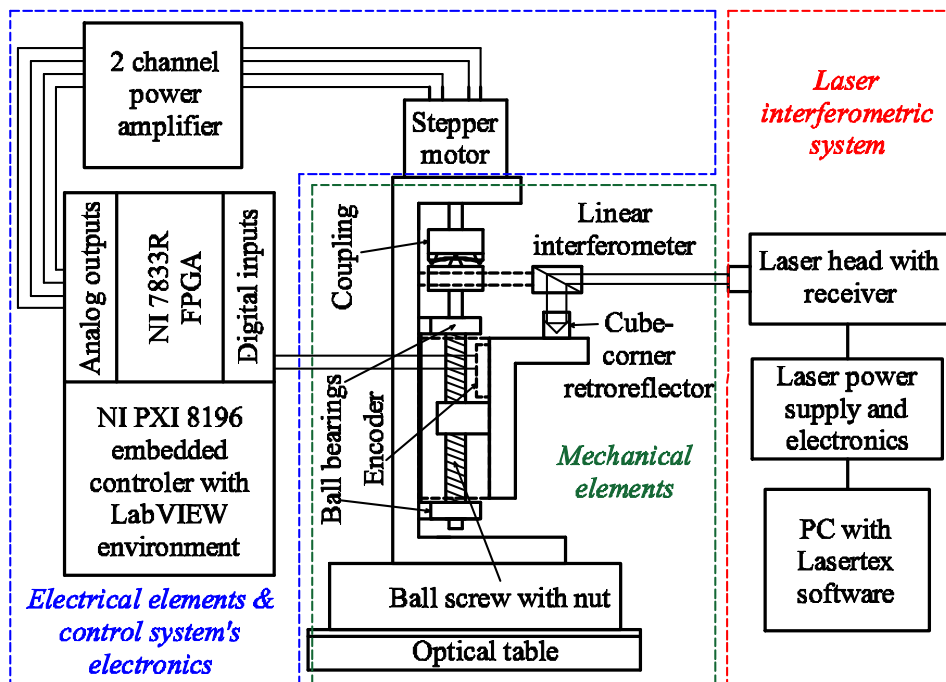 2 channel
power
amplifier
Stepper
motor
Laser
interferometric
system
Analog outputs
NI 7833R
FPGA
Digital inputs
NI PXI 8196
embedded
controler with
LabVIEW
environment
Electrical elements &
control system's
electronics
Coupling
Linear
interferometer
Cube-
corner
retroreflector
Ball bearings
Encoder
Mechanical
elements
Ball screw with nut
Optical table
Laser head with
receiver
Laser power
supply and
electronics
PC with
Lasertex
software